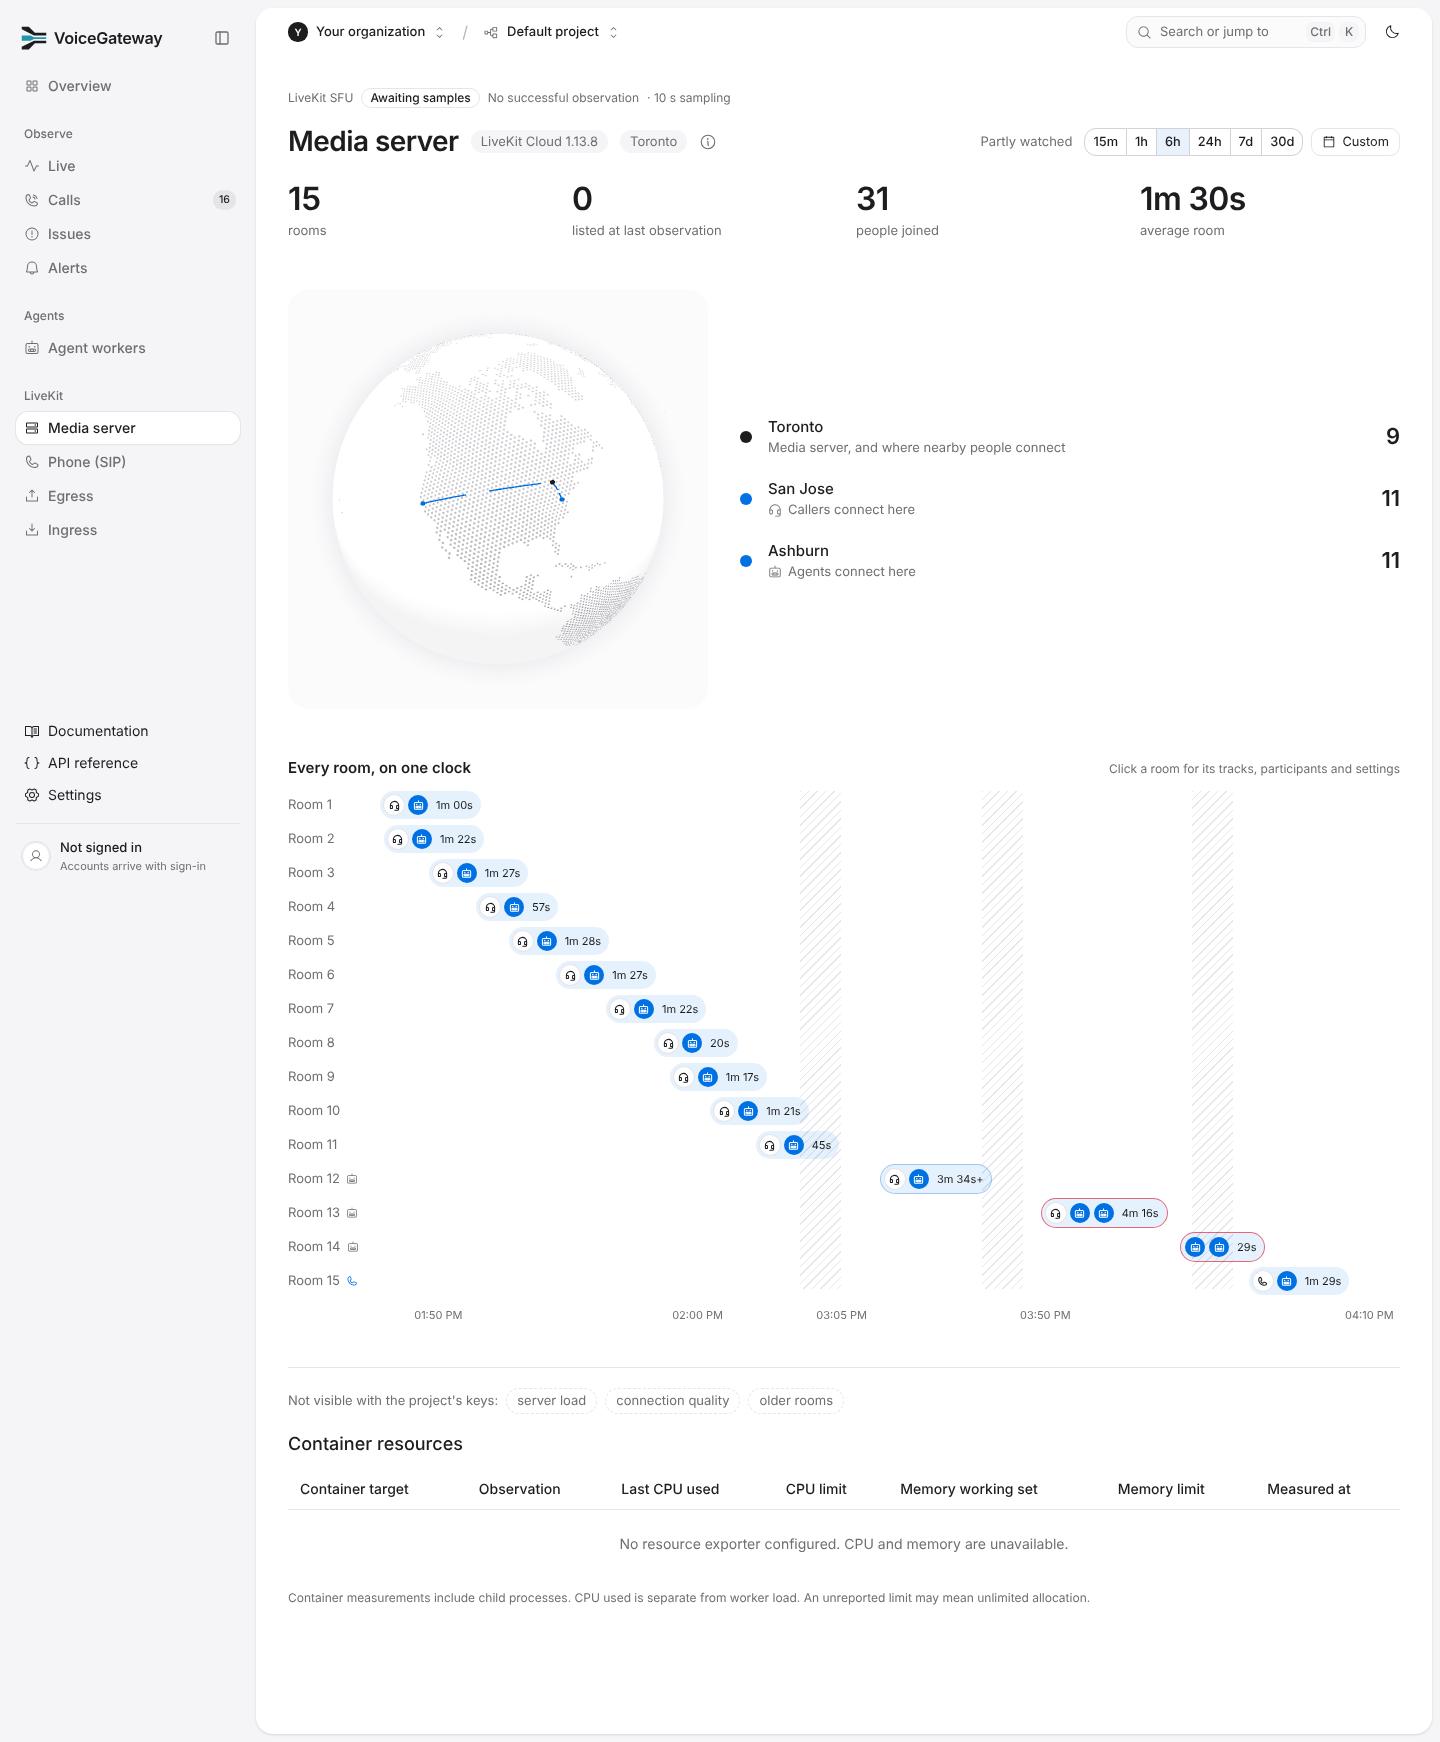 VoiceGateway
Overview
Observe
Live
Calls 16
Issues
Alerts
Agents
Agent workers
LiveKit
Media server
Phone (SIP)
Egress
Ingress
Documentation
API reference
Settings
Not signed in
Accounts arrive with sign-in
Y Your organization / Default project
Search or jump to Ctrl K
LiveKit SFU Awaiting samples No successful observation · 10 s sampling
Media server LiveKit Cloud 1.13.8 Toronto
Partly watched 15m 1h 6h 24h 7d 30d Custom
15 0 31 1m 30s
rooms listed at last observation people joined average room
Toronto
Media server, and where nearby people connect
9
San Jose
Callers connect here
11
Ashburn
Agents connect here
11
Every room, on one clock
Click a room for its tracks, participants and settings
Room 1 1m 00s
Room 2 1m 22s
Room 3 1m 27s
Room 4 57s
Room 5 1m 28s
Room 6 1m 27s
Room 7 1m 22s
Room 8 20s
Room 9 1m 17s
Room 10 1m 21s
Room 11 45s
Room 12 3m 34s+
Room 13 4m 16s
Room 14 29s
Room 15 1m 29s
01:50 PM 02:00 PM 03:05 PM 03:50 PM 04:10 PM
Not visible with the project's keys: server load connection quality older rooms
Container resources
Container target Observation Last CPU used CPU limit Memory working set Memory limit Measured at
No resource exporter configured. CPU and memory are unavailable.
Container measurements include child processes. CPU used is separate from worker load. An unreported limit may mean unlimited allocation.